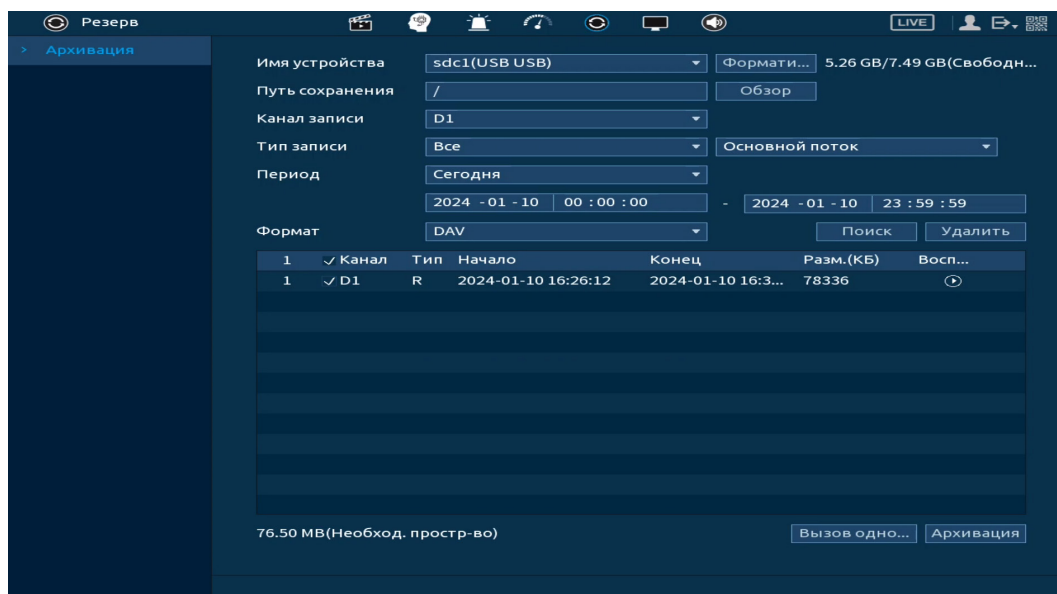 Резерв LIVE
> Архивация
Имя устройства sdc1(USB USB) Формати... 5.26 GB/7.49 GB(Свободн...
Путь сохранения / Обзор
Канал записи D1
Тип записи Все Основной поток
Период Сегодня
2024 - 01 - 10 00 : 00 : 00 - 2024 - 01 - 10 23 : 59 : 59
Формат DAV Поиск Удалить
1 Канал Тип Начало Конец Разм.(КБ) Восп...
1 D1 R 2024-01-10 16:26:12 2024-01-10 16:3... 78336
76.50 MB(Необход. простр-во) Вызов одно... Архивация